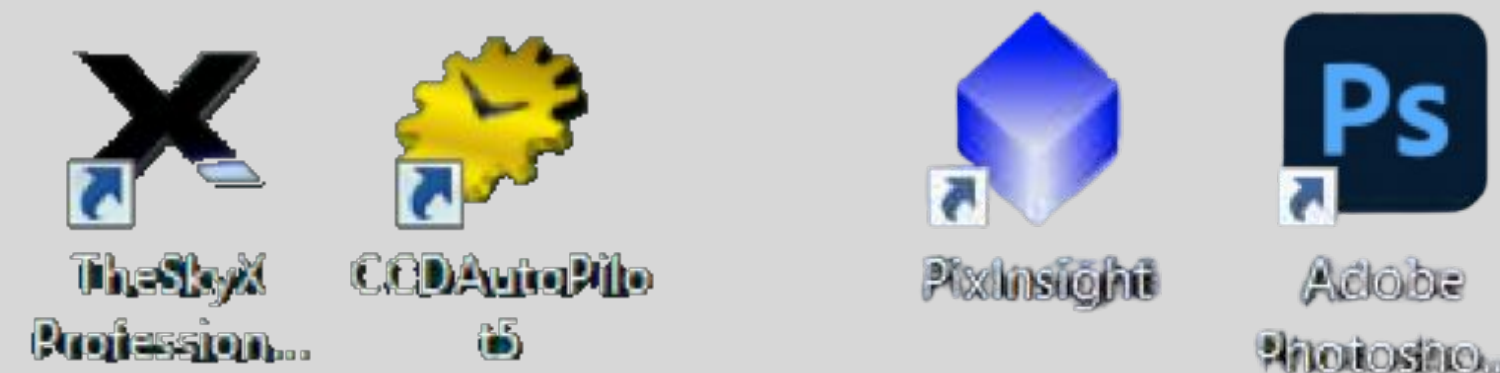 TheSkyX
Profession...
CCDAutoPilo
t5
PixInsight
Ps
Adobe
Photosho...